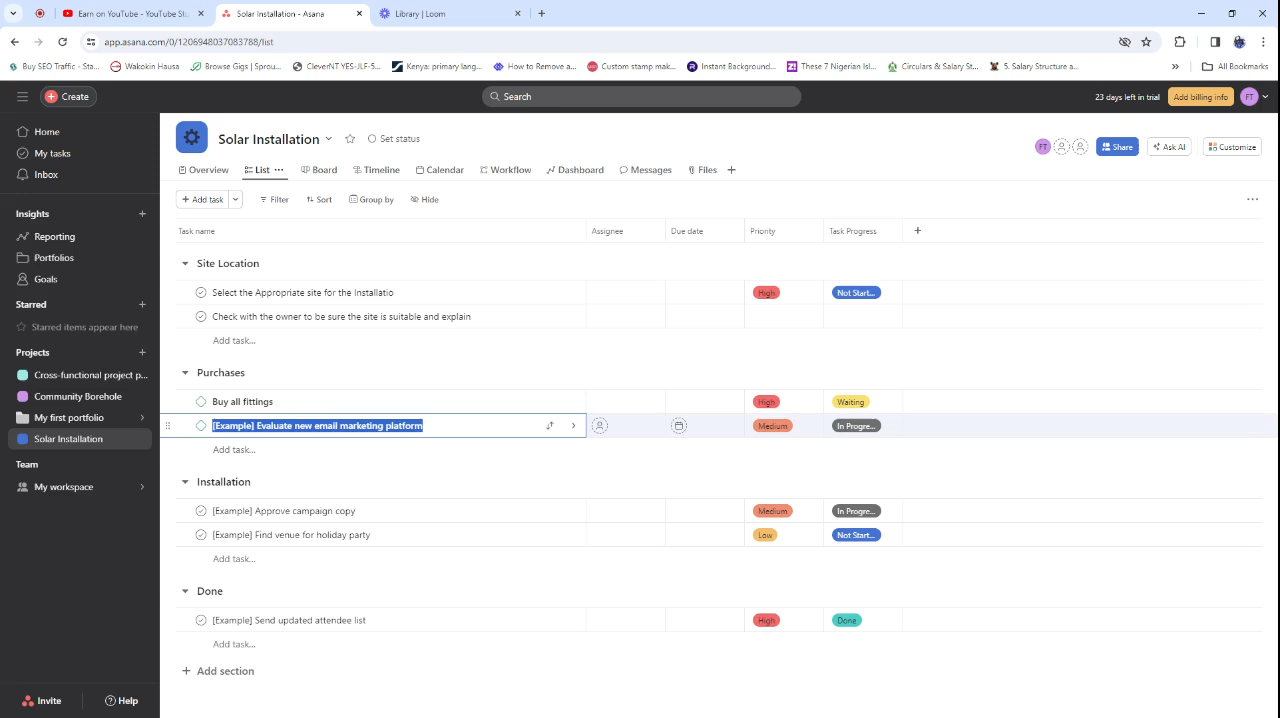 Earn on YouTube - YouTube St
Solar Installation - Asana
Library | Loom
app.asana.com/0/1206948037083788/list
Buy SEO Traffic - Sta...
Wakokin Hausa
Browse Gigs | Sprou...
CleverNT YES-JLF-5...
Kenya: primary lang...
How to Remove a...
Custom stamp mak...
Instant Background...
These 7 Nigerian Isl...
Circulars & Salary St...
5. Salary Structure a...
»
All Bookmarks
Create
Search
23 days left in trial
Add billing info
FT
Home
My tasks
Inbox
Insights
Reporting
Portfolios
Goals
Starred
Starred items appear here
Projects
Cross-functional project p...
Community Borehole
My first portfolio
Solar Installation
Team
My workspace
Invite
Help
Solar Installation
Set status
FT
Share
Ask AI
Customize
Overview List Board Timeline Calendar Workflow Dashboard Messages Files
Add task
Filter
Sort
Group by
Hide
Task name Assignee Due date Priority Task Progress
Site Location
Select the Appropriate site for the Installatio High Not Start...
Check with the owner to be sure the site is suitable and explain
Add task...
Purchases
Buy all fittings High Waiting
[Example] Evaluate new email marketing platform Medium In Progre...
Add task...
Installation
[Example] Approve campaign copy Medium In Progre...
[Example] Find venue for holiday party Low Not Start...
Add task...
Done
[Example] Send updated attendee list High Done
Add task...
Add section